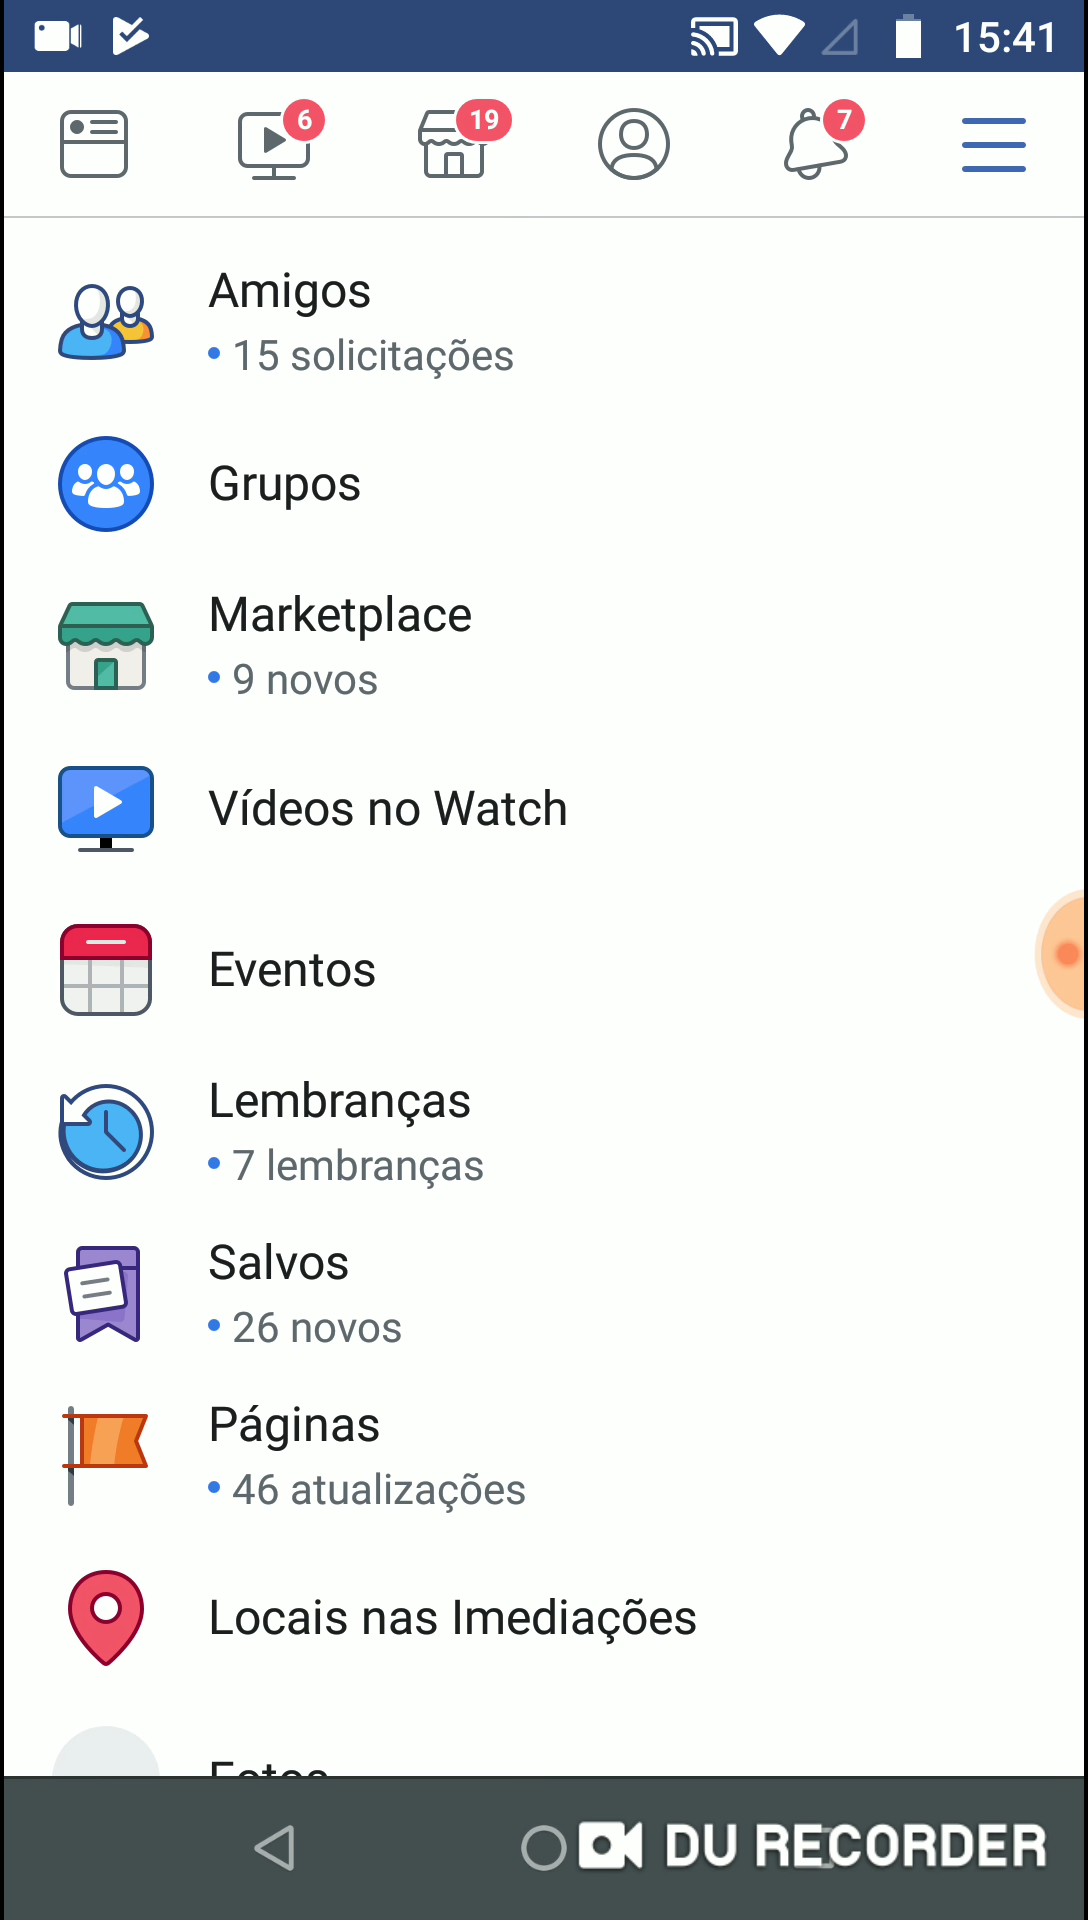 15:41
6
19
7
Amigos
• 15 solicitações
Grupos
Marketplace
• 9 novos
Vídeos no Watch
Eventos
Lembranças
• 7 lembranças
Salvos
• 26 novos
Páginas
• 46 atualizações
Locais nas Imediações
Fotos
DU RECORDER